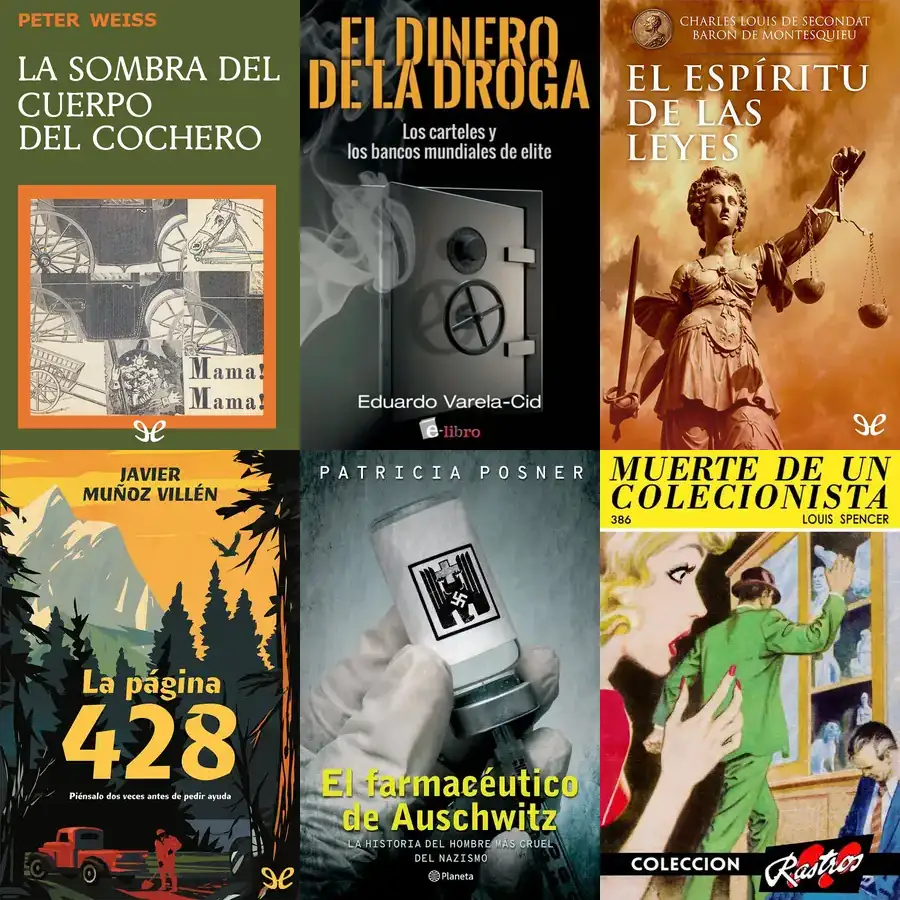 PETER WEISS
LA SOMBRA DEL
CUERPO
DEL COCHERO
Mama!
Mama!
EL DINERO
DE LA DROGA
Los carteles y
los bancos mundiales de elite
Eduardo Varela-Cid
e-libro
CHARLES LOUIS DE SECONDAT
BARON DE MONTESQUIEU
EL ESPÍRITU
DE LAS
LEYES
JAVIER
MUÑOZ VILLÉN
La página
428
Piénsalo dos veces antes de pedir ayuda
PATRICIA POSNER
El farmacéutico
de Auschwitz
LA HISTORIA DEL HOMBRE MÁS CRUEL
DEL NAZISMO
Planeta
MUERTE DE UN
COLECIONISTA
386 LOUIS SPENCER
COLECCION Rastros